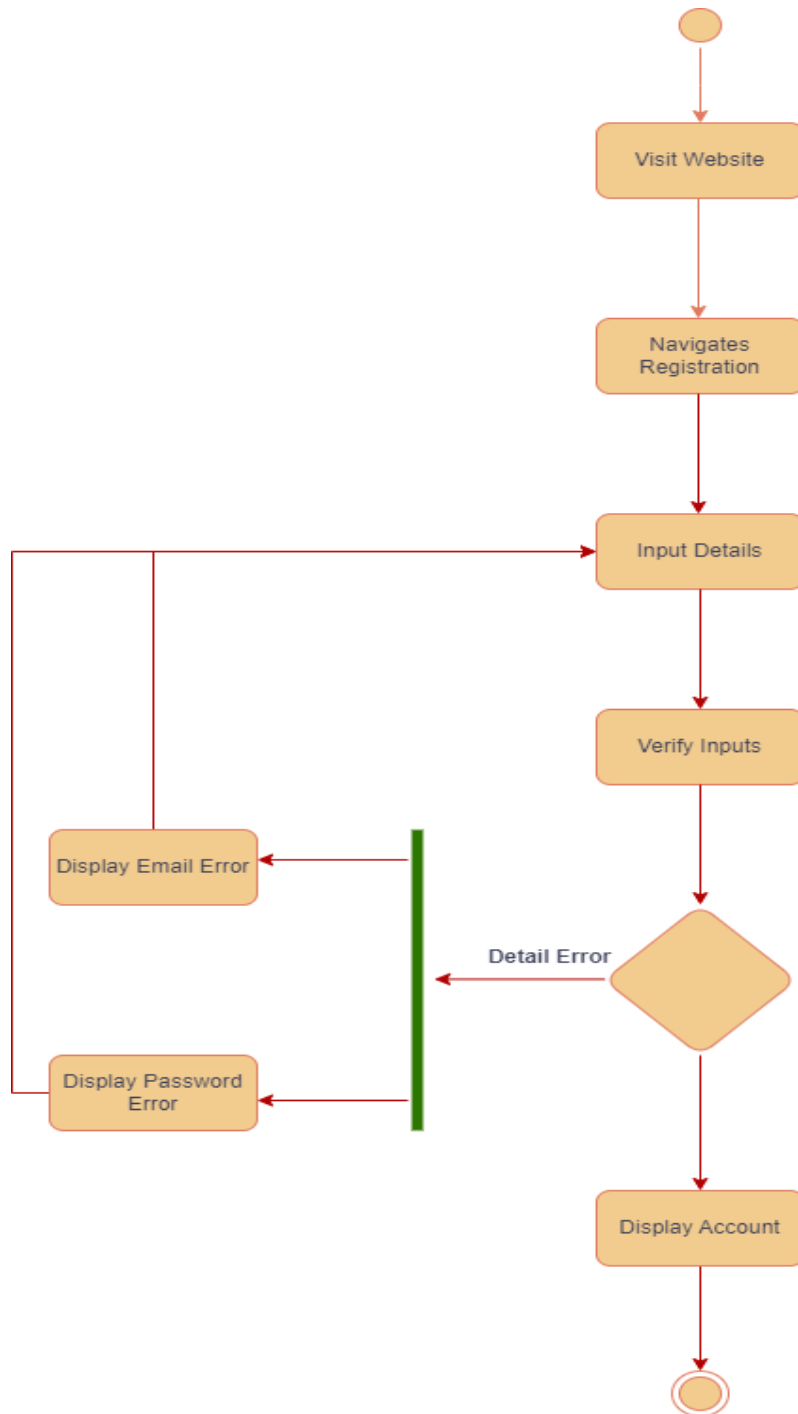 Visit Website
Navigates
Registration
Input Details
Verify Inputs
Display Email Error
Detail Error
Display Password
Error
Display Account